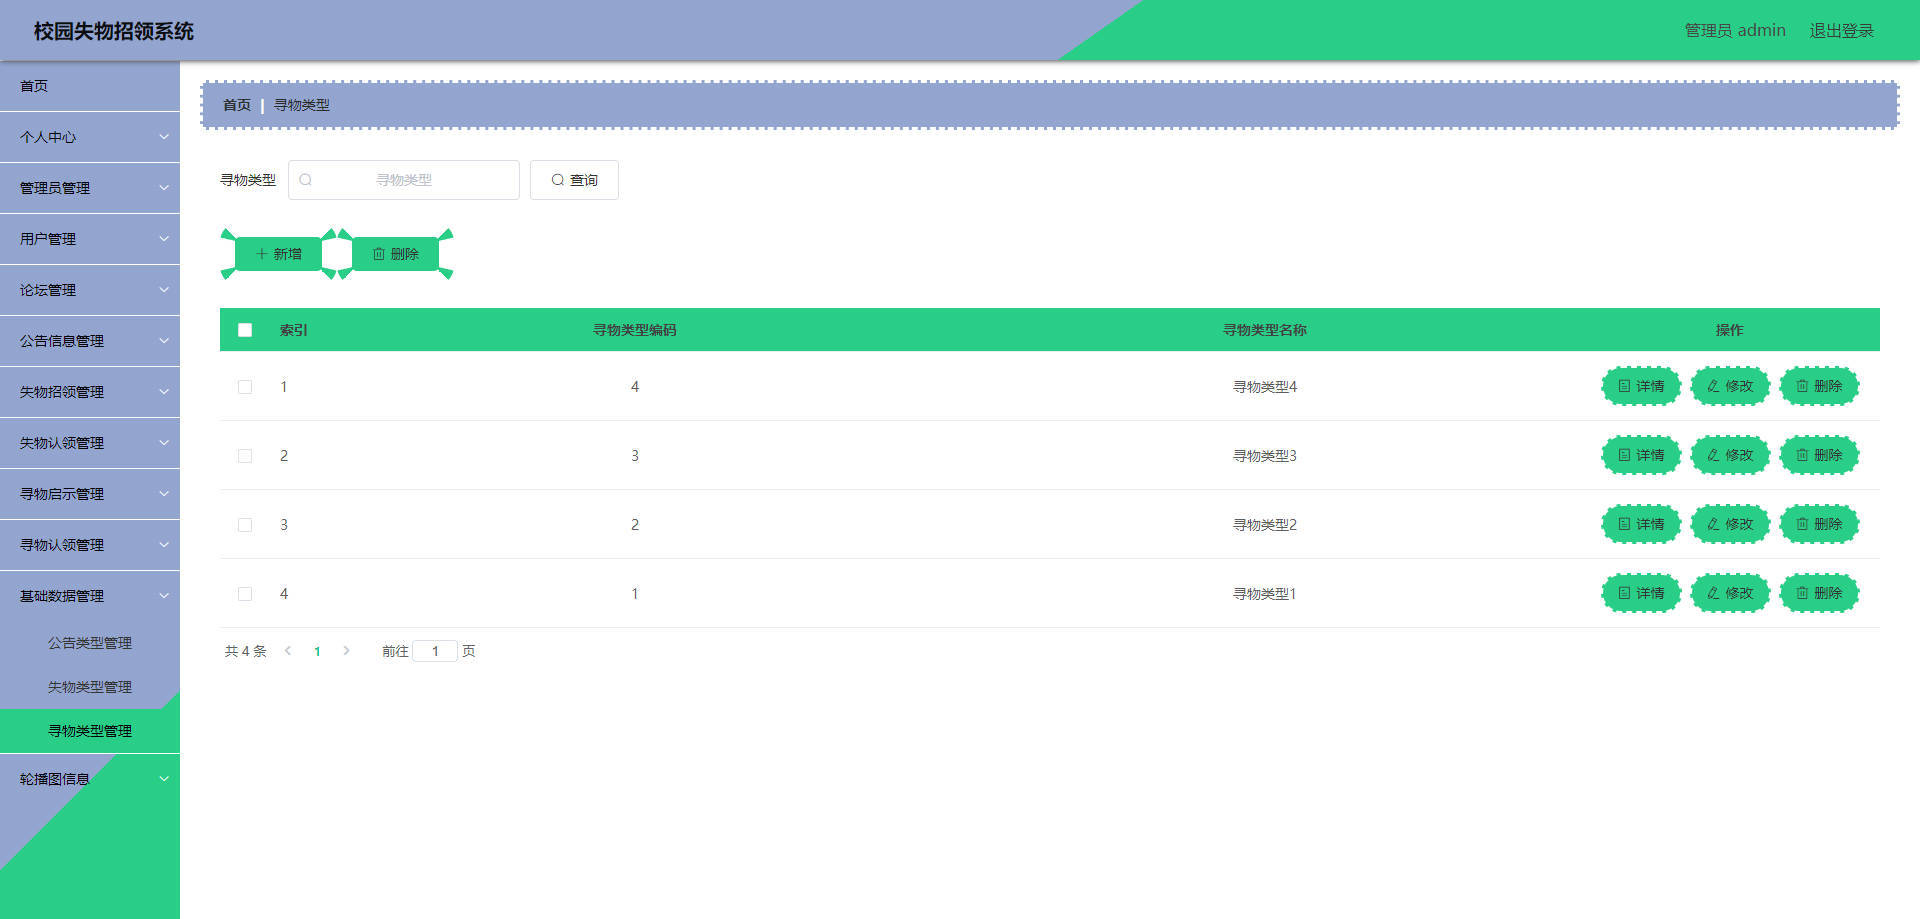 校园失物招领系统
管理员 admin 退出登录
首页
个人中心
管理员管理
用户管理
论坛管理
公告信息管理
失物招领管理
失物认领管理
寻物启示管理
寻物认领管理
基础数据管理
公告类型管理
失物类型管理
寻物类型管理
轮播图信息
首页 | 寻物类型
寻物类型 寻物类型 查询
新增 删除
索引 寻物类型编码 寻物类型名称 操作
1 4 寻物类型4 详情 修改 删除
2 3 寻物类型3 详情 修改 删除
3 2 寻物类型2 详情 修改 删除
4 1 寻物类型1 详情 修改 删除
共 4 条 1 前往 1 页